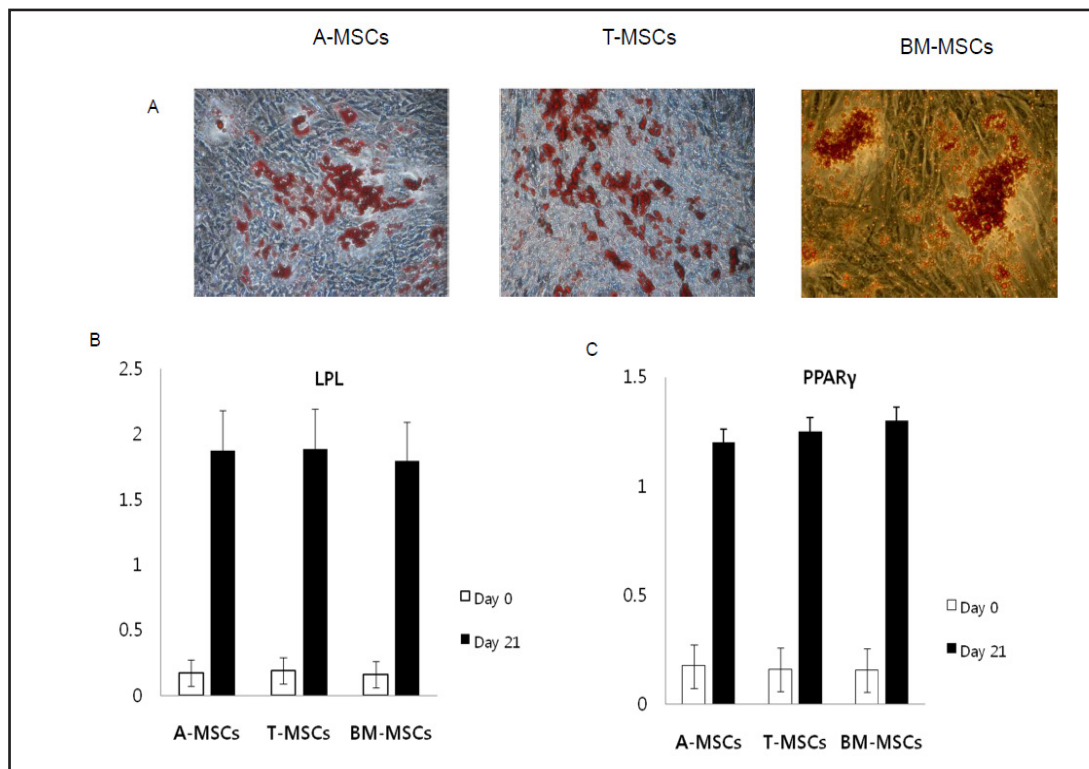 A-MSCs T-MSCs BM-MSCs
A
B
LPL
2.5
2
1.5
1
0.5
0
Day 0
Day 21
A-MSCs T-MSCs BM-MSCs
C
PPARγ
1.5
1
0.5
0
Day 0
Day 21
A-MSCs T-MSCs BM-MSCs